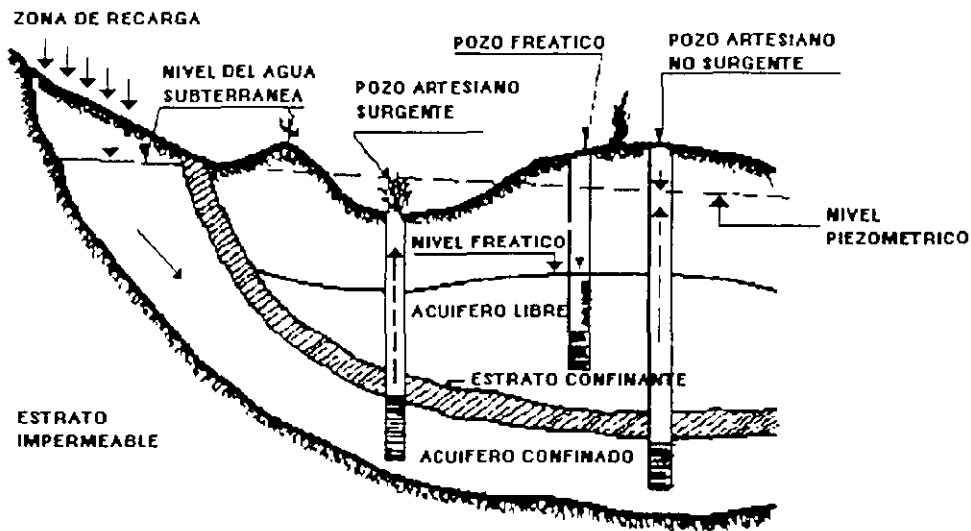 ZONA DE RECARGA
NIVEL DEL AGUA
SUBTERRANEA
POZO ARTESIANO
SURGENTE
POZO FREATICO
POZO ARTESIANO
NO SURGENTE
NIVEL
PIEZOMETRICO
NIVEL FREATICO
ACUIFERO LIBRE
ESTRATO CONFINANTE
ESTRATO
IMPERMEABLE
ACUIFERO CONFINADO